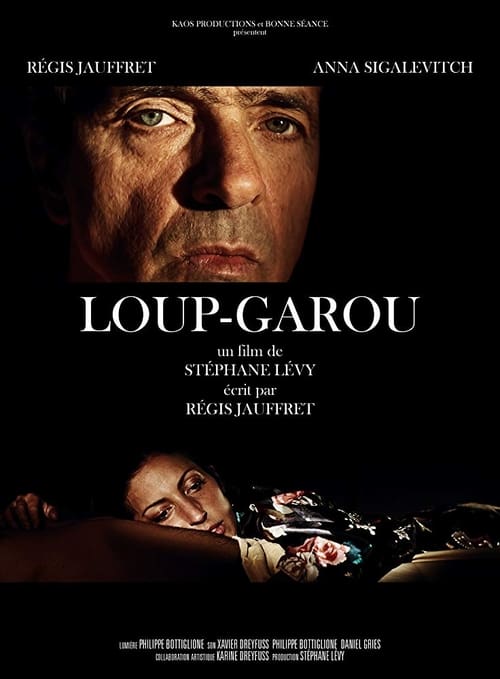 KAOS PRODUCTIONS et BONNE SÉANCE
présentent
RÉGIS JAUFFRET ANNA SIGALEVITCH
LOUP-GAROU
un film de
STÉPHANE LÉVY
écrit par
RÉGIS JAUFFRET
LUMIÈRE PHILIPPE BOTTIGLIONE SON XAVIER DREYFUSS PHILIPPE BOTTIGLIONE DANIEL GRIES
COLLABORATION ARTISTIQUE KARINE DREYFUSS PRODUCTION STÉPHANE LÉVY